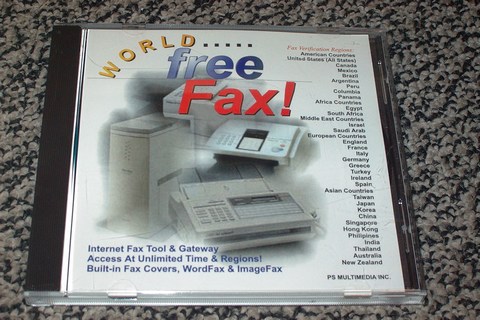 WORLD.....
free
Fax!
Fax Verification Regions:
American Countries
United States (All States)
Canada
Mexico
Brazil
Argentina
Peru
Columbia
Panama
Africa Countries
Egypt
South Africa
Middle East Countries
Israel
Saudi Arab
European Countries
England
France
Italy
Germany
Greece
Turkey
Ireland
Spain
Asian Countries
Taiwan
Japan
Korea
China
Singapore
Hong Kong
Philipines
India
Thailand
Australia
New Zealand
Internet Fax Tool & Gateway
Access At Unlimited Time & Regions!
Built-in Fax Covers, WordFax & ImageFax
PS MULTIMEDIA INC.